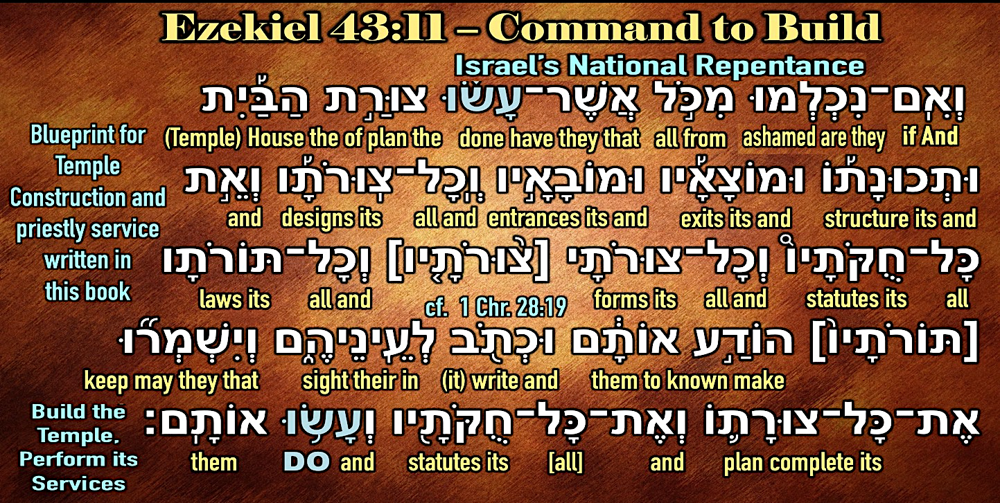 Ezekiel 43:11 – Command to Build
Israel's National Repentance
וְאִֽם־נִכְלְמ֞וּ מִכֹּ֣ל אֲשֶׁר־עָשׂ֗וּ צוּרַ֣ת הַבַּ֡יִת
(Temple) House the of plan the done have they that all from ashamed are they if And
וּתְכוּנָת֡וֹ וּמוֹצָאָ֡יו וּמוֹבָאָ֣יו וְֽכָל־צֽוּרֹתָ֡ו וְאֵ֣ת
and designs its all and entrances its and exits its and structure its and
כָּל־חֻקֹּתָיו֩ וְכָל־צוּרֹתָי [צ֨וּרֹתָ֤יו] וְכָל־תּוֹרֹתָו
laws its all and cf. 1 Chr. 28:19 forms its all and statutes its all
[תּוֹרֹתָיו֙] הוֹדַ֣ע אוֹתָ֔ם וּכְתֹ֖ב לְעֵֽינֵיהֶ֑ם וְיִשְׁמְר֞וּ
keep may they that sight their in (it) write and them to known make
אֶת־כָּל־צוּרָת֛וֹ וְאֶת־כָּל־חֻקֹּתָ֖יו וְעָשׂ֥וּ אוֹתָֽם׃
them DO and statutes its [all] and plan complete its
Blueprint for
Temple
Construction and
priestly service
written in
this book
Build the
Temple,
Perform its
Services